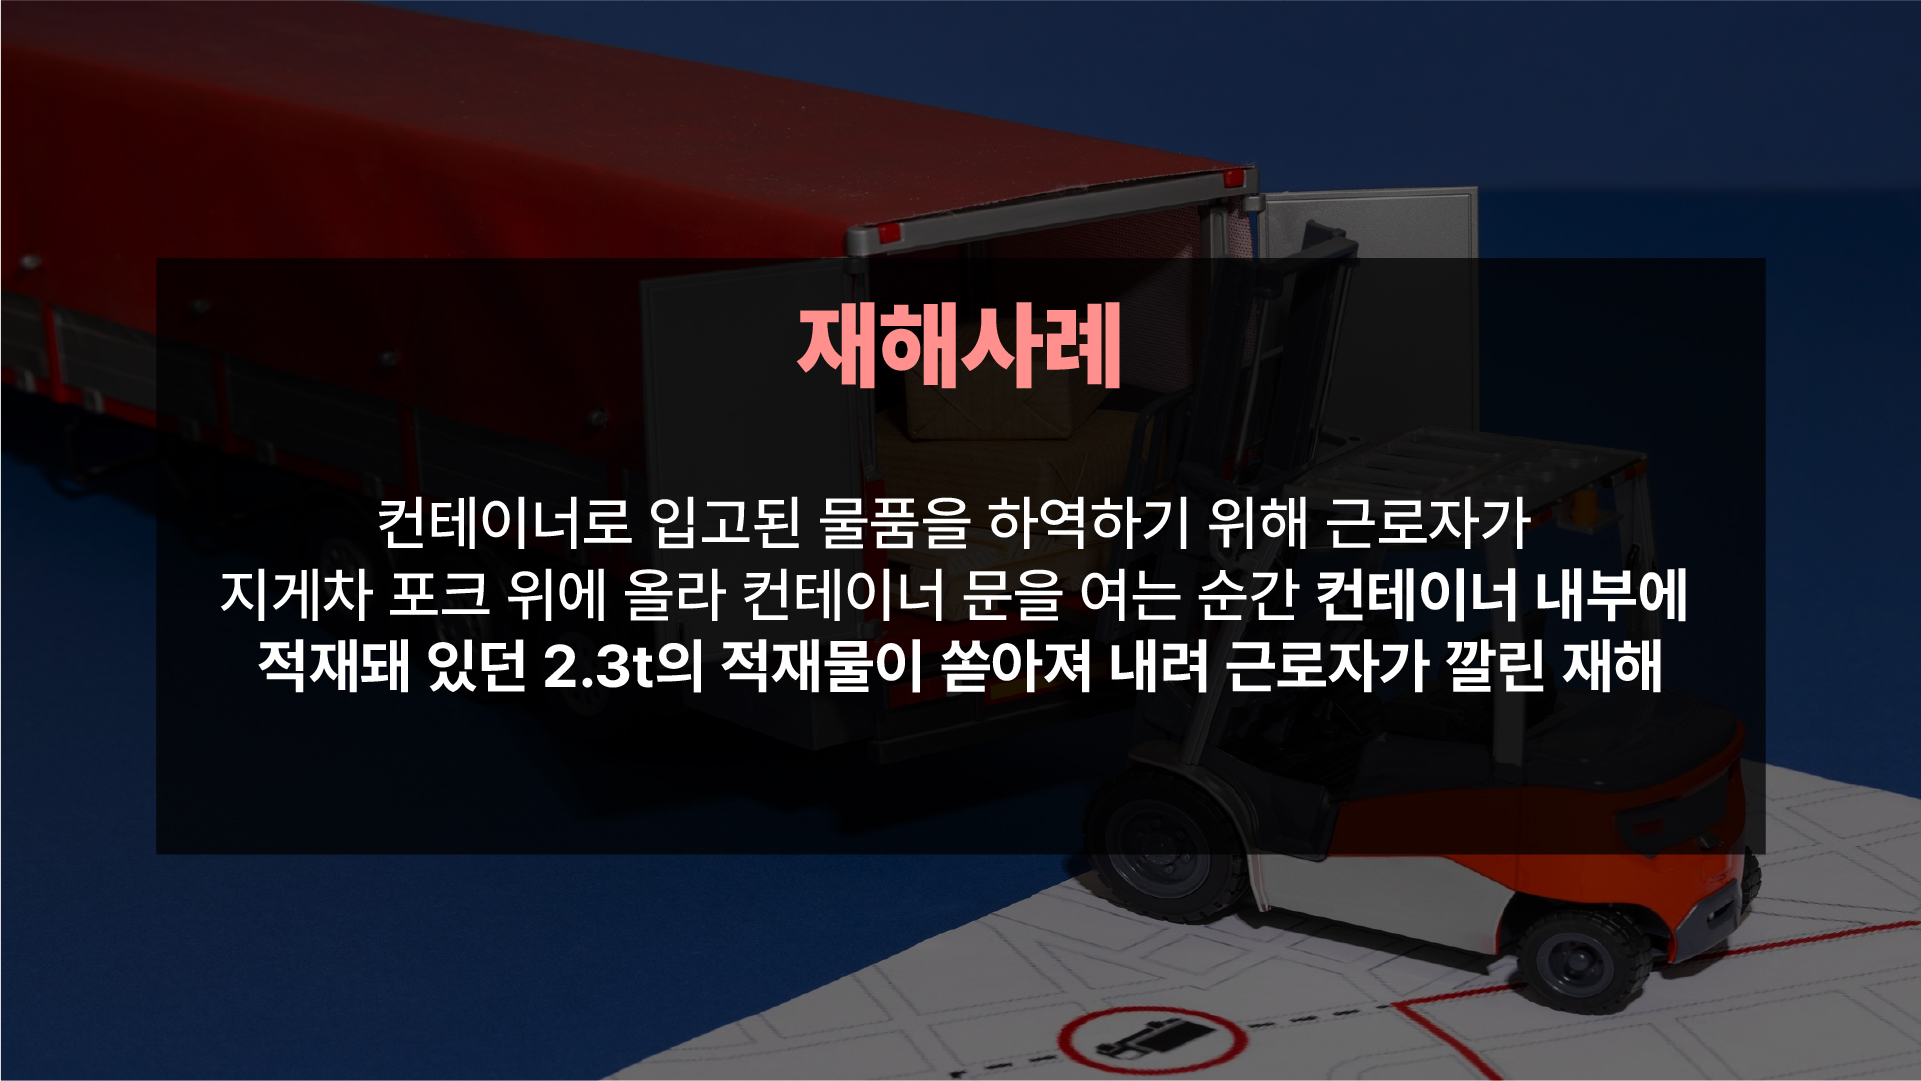 재해사례
컨테이너로 입고된 물품을 하역하기 위해 근로자가
지게차 포크 위에 올라 컨테이너 문을 여는 순간 컨테이너 내부에
적재돼 있던 2.3t의 적재물이 쏟아져 내려 근로자가 깔린 재해